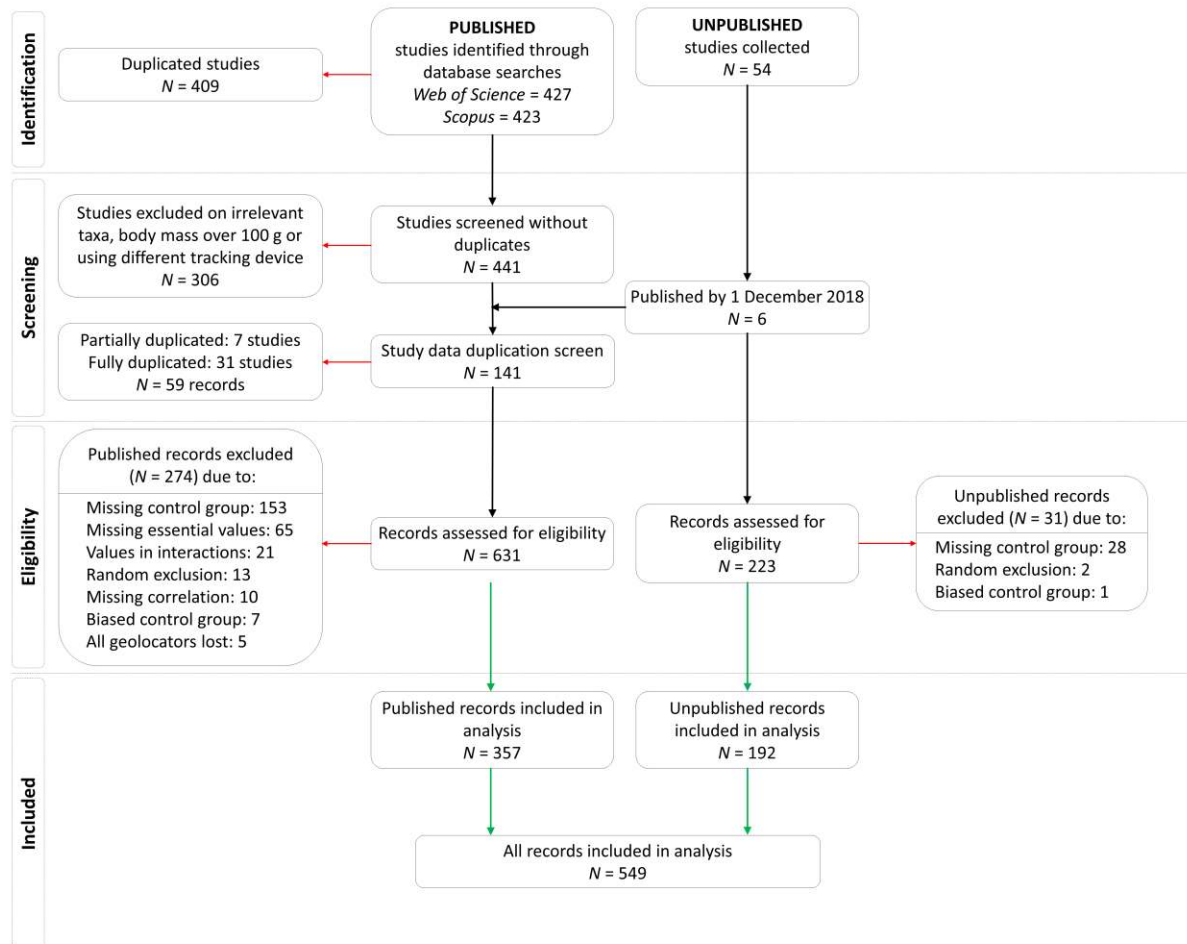 Identification
PUBLISHED
studies identified through
database searches
Web of Science = 427
Scopus = 423
UNPUBLISHED
studies collected
N = 54
Duplicated studies
N = 409
Screening
Studies excluded on irrelevant
taxa, body mass over 100 g or
using different tracking device
N = 306
Studies screened without
duplicates
N = 441
Published by 1 December 2018
N = 6
Partially duplicated: 7 studies
Fully duplicated: 31 studies
N = 59 records
Study data duplication screen
N = 141
Eligibility
Published records excluded
(N = 274) due to:
Missing control group: 153
Missing essential values: 65
Values in interactions: 21
Random exclusion: 13
Missing correlation: 10
Biased control group: 7
All geolocators lost: 5
Records assessed for eligibility
N = 631
Records assessed for
eligibility
N = 223
Unpublished records
excluded (N = 31) due to:
Missing control group: 28
Random exclusion: 2
Biased control group: 1
Included
Published records included in
analysis
N = 357
Unpublished records
included in analysis
N = 192
All records included in analysis
N = 549